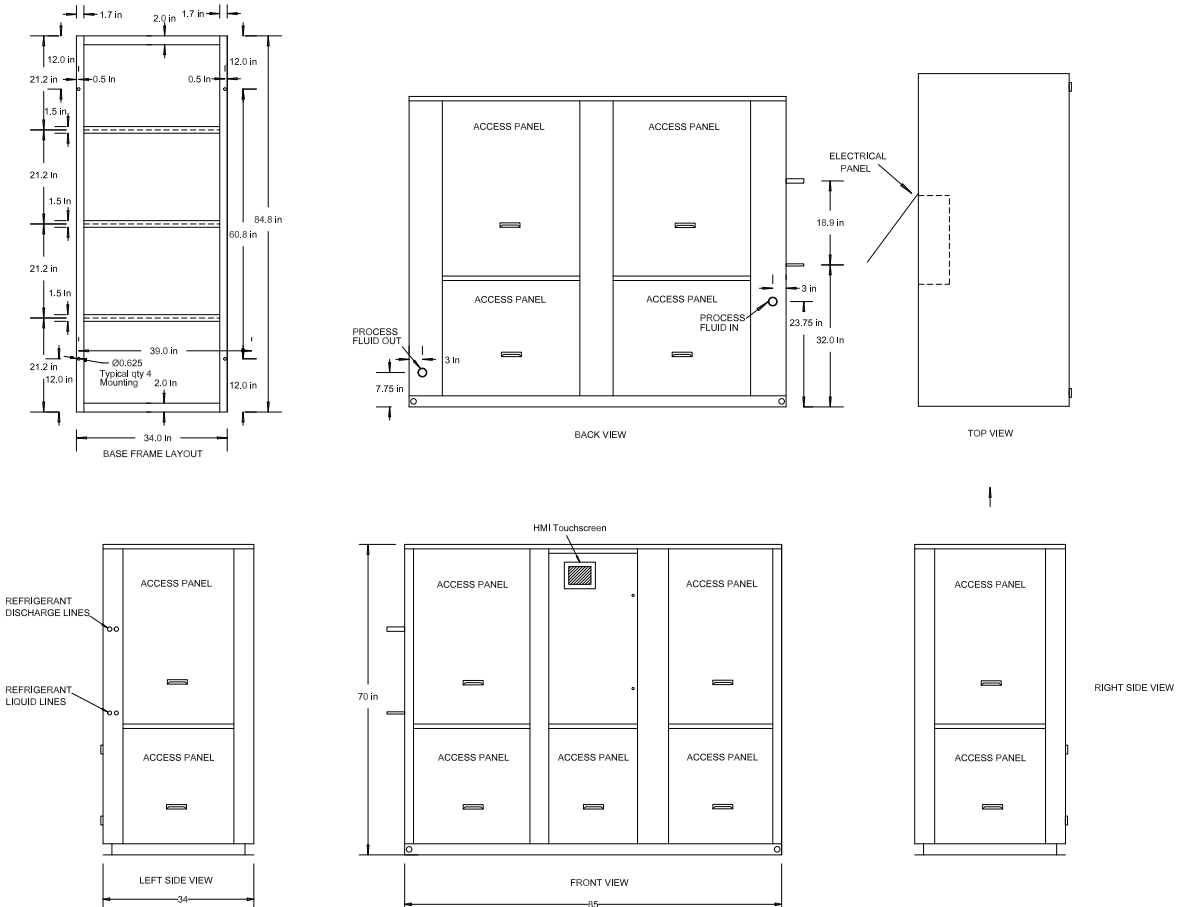 1.7 in
1.7 in
2.0 in
12.0 in
12.0 in
21.2 in
0.5 In
0.5 In
1.5 in
21.2 in
1.5 In
84.8 in
60.8 in
21.2 in
1.5 In
39.0 in
21.2 in
12.0 in
Ø0.625
Typical qty 4
Mounting
2.0 In
12.0 in
34.0 In
BASE FRAME LAYOUT
ACCESS PANEL
ACCESS PANEL
ACCESS PANEL
ACCESS PANEL
PROCESS
FLUID OUT
3 In
7.75 in
PROCESS
FLUID IN
3 in
18.9 in
23.75 in
32.0 in
BACK VIEW
ELECTRICAL
PANEL
TOP VIEW
REFRIGERANT
DISCHARGE LINES
REFRIGERANT
LIQUID LINES
ACCESS PANEL
ACCESS PANEL
LEFT SIDE VIEW
34
HMI Touchscreen
ACCESS PANEL
ACCESS PANEL
70 in
ACCESS PANEL
ACCESS PANEL
ACCESS PANEL
FRONT VIEW
85
ACCESS PANEL
ACCESS PANEL
RIGHT SIDE VIEW